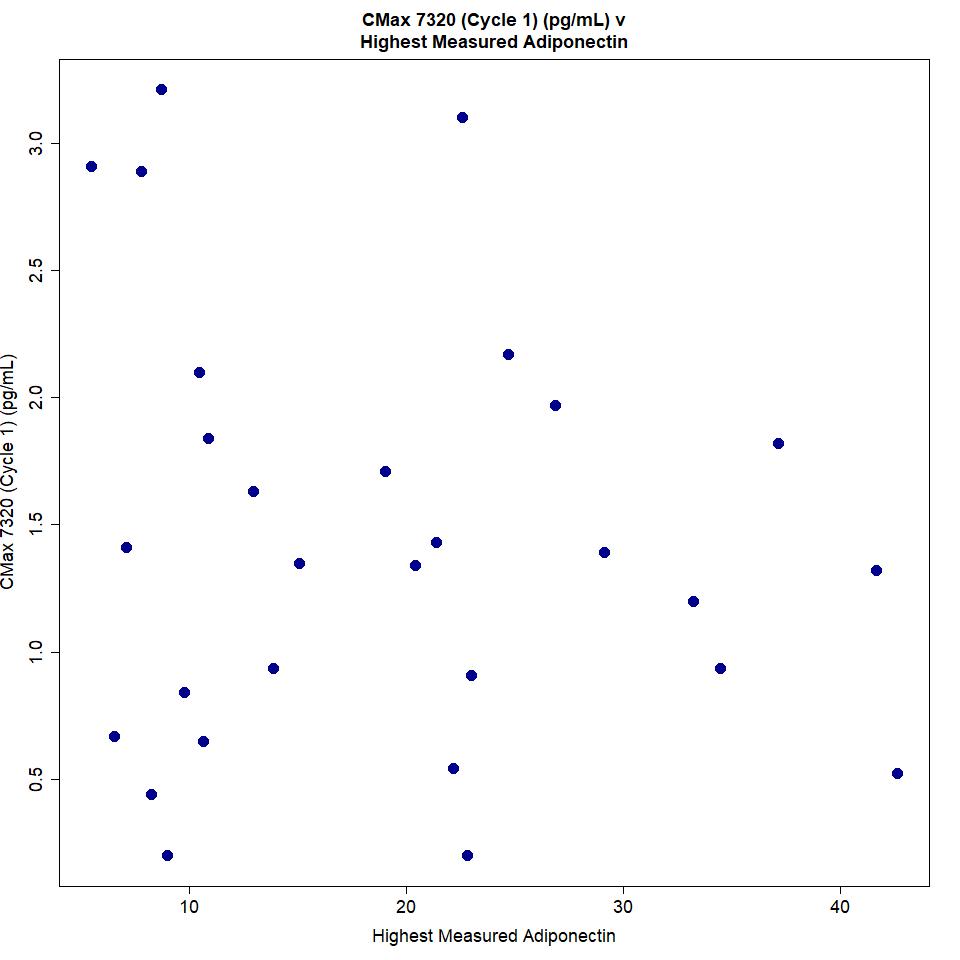 CMax 7320 (Cycle 1) (pg/mL) v
Highest Measured Adiponectin
CMax 7320 (Cycle 1) (pg/mL)
3.0
2.5
2.0
1.5
1.0
0.5
10
20
30
40
Highest Measured Adiponectin